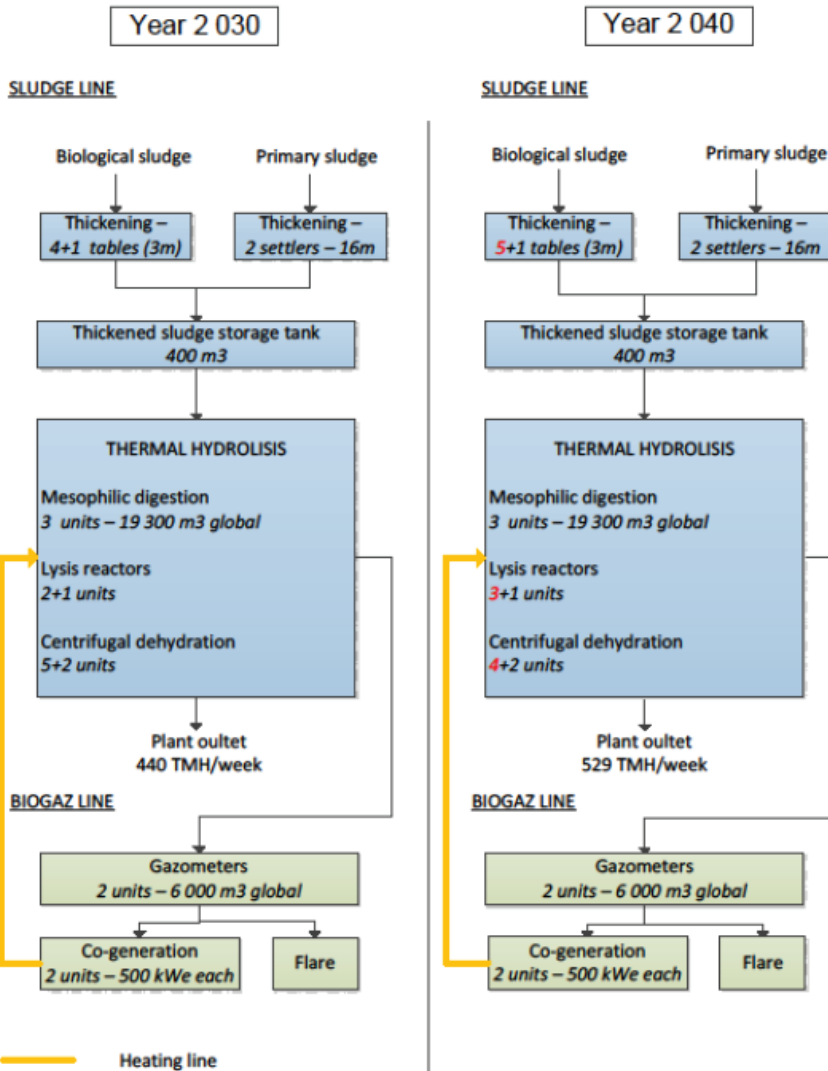 Year 2 030
SLUDGE LINE
Biological sludge
Primary sludge
Thickening –
4+1 tables (3m)
Thickening –
2 settlers – 16m
Thickened sludge storage tank
400 m3
THERMAL HYDROLISIS
Mesophilic digestion
3 units – 19 300 m3 global
Lysis reactors
2+1 units
Centrifugal dehydration
5+2 units
Plant oultet
440 TMH/week
BIOGAZ LINE
Gazometers
2 units – 6 000 m3 global
Co-generation
2 units – 500 kWe each
Flare
Heating line
Year 2 040
SLUDGE LINE
Biological sludge
Primary sludge
Thickening –
5+1 tables (3m)
Thickening –
2 settlers – 16m
Thickened sludge storage tank
400 m3
THERMAL HYDROLISIS
Mesophilic digestion
3 units – 19 300 m3 global
Lysis reactors
3+1 units
Centrifugal dehydration
4+2 units
Plant oultet
529 TMH/week
BIOGAZ LINE
Gazometers
2 units – 6 000 m3 global
Co-generation
2 units – 500 kWe each
Flare